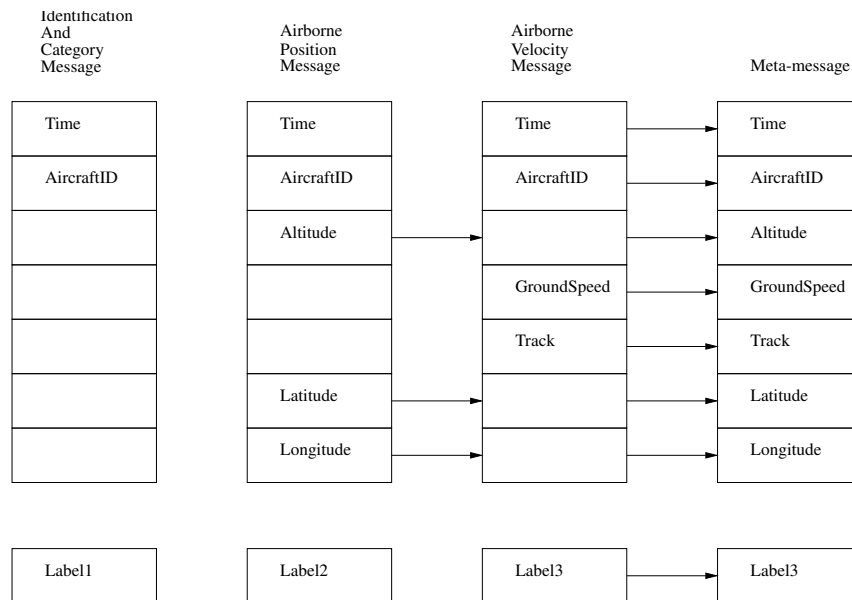 Identification
And
Category
Message
Airborne
Position
Message
Airborne
Velocity
Message
Meta-message
Time
Time
Time
Time
AircraftID
AircraftID
AircraftID
AircraftID
Altitude
Altitude
GroundSpeed
GroundSpeed
Track
Track
Latitude
Latitude
Longitude
Longitude
Label1
Label2
Label3
Label3